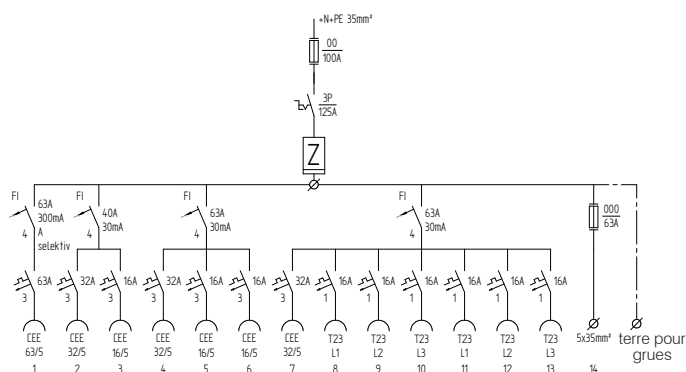 +N+PE 35mm²
00
100A
3P
125A
Z
FI 63A 300mA A selektiv 4
FI 40A 30mA 4
FI 63A 30mA 4
FI 63A 30mA 4
000
63A
63A 32A 16A 32A 16A 16A 32A 16A 16A 16A 16A 16A 16A
3 3 3 3 3 3 3 1 1 1 1 1 1
CEE CEE CEE CEE CEE CEE CEE T23 T23 T23 T23 T23 T23 5x35mm² terre pour
63/5 32/5 16/5 32/5 16/5 16/5 32/5 L1 L2 L3 L1 L2 L3 grues
1 2 3 4 5 6 7 8 9 10 11 12 13 14